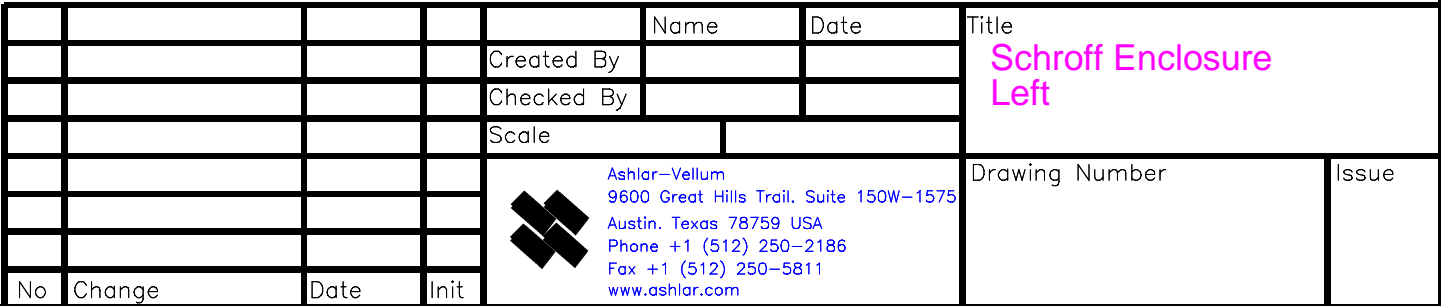 Name Date Title
Schroff Enclosure
Left
Created By
Checked By
Scale
Ashlar-Vellum
9600 Great Hills Trail. Suite 150W-1575
Austin. Texas 78759 USA
Phone +1 (512) 250-2186
Fax +1 (512) 250-5811
www.ashlar.com
Drawing Number Issue
No Change Date Init